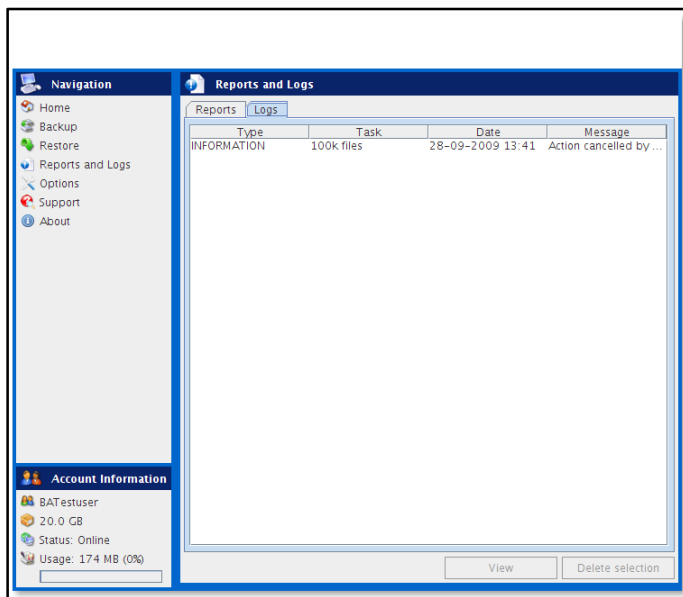 Navigation
Home
Backup
Restore
Reports and Logs
Options
Support
About
Account Information
BATestuser
20.0 GB
Status: Online
Usage: 174 MB (0%)
Reports and Logs
Reports Logs
Type Task Date Message
INFORMATION 100k files 28-09-2009 13:41 Action cancelled by ...
View Delete selection